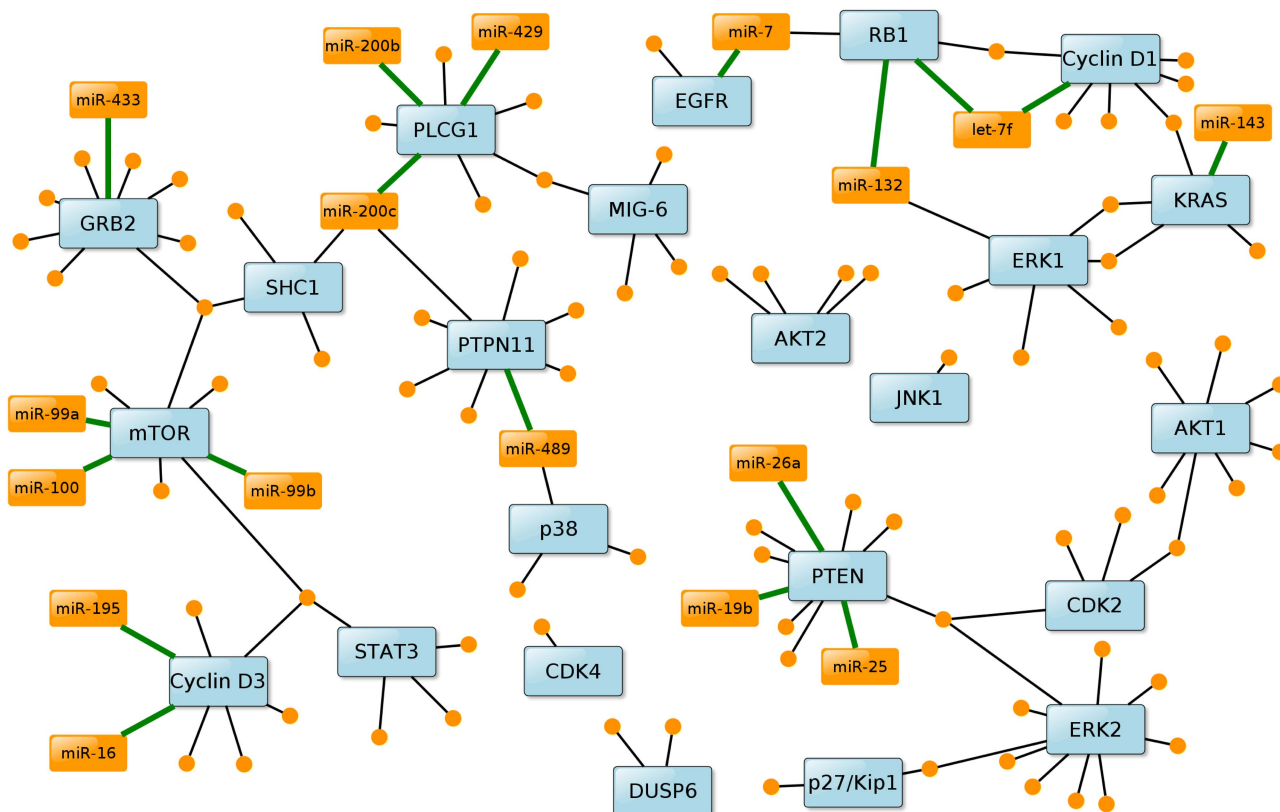 miR-429
miR-7
RB1
miR-200b
Cyclin D1
miR-433
EGFR
PLCG1
let-7f
miR-143
miR-132
miR-200c
MIG-6
KRAS
GRB2
ERK1
SHC1
AKT2
PTPN11
JNK1
miR-99a
mTOR
AKT1
miR-489
miR-26a
miR-100
miR-99b
p38
PTEN
miR-195
miR-19b
CDK2
STAT3
miR-25
Cyclin D3
CDK4
ERK2
miR-16
p27/Kip1
DUSP6